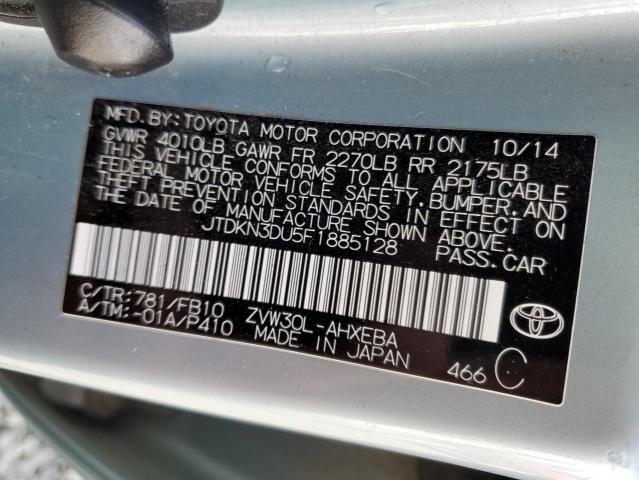 MFD. BY: TOYOTA MOTOR CORPORATION 10/14
GVWR 4010LB GAWR FR 2270LB RR 2175LB
THIS VEHICLE CONFORMS TO ALL APPLICABLE
FEDERAL MOTOR VEHICLE SAFETY, BUMPER, AND
THEFT PREVENTION STANDARDS IN EFFECT ON
THE DATE OF MANUFACTURE SHOWN ABOVE.
JTDKN3DU5F1885128 PASS.CAR
C/TR: 781/FB10 ZVW30L-AHXEBA
A/TM: -01A/P410 MADE IN JAPAN
466 C